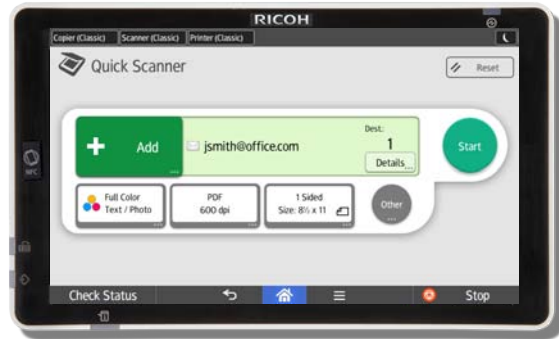 RICOH
Copier (Classic) Scanner (Classic) Printer (Classic)
Quick Scanner
Reset
Add
jsmith@office.com
Dest:
1
Details
Start
Full Color
Text / Photo
PDF
600 dpi
1 Sided
Size: 8½ x 11
Other
NFC
Check Status
Stop